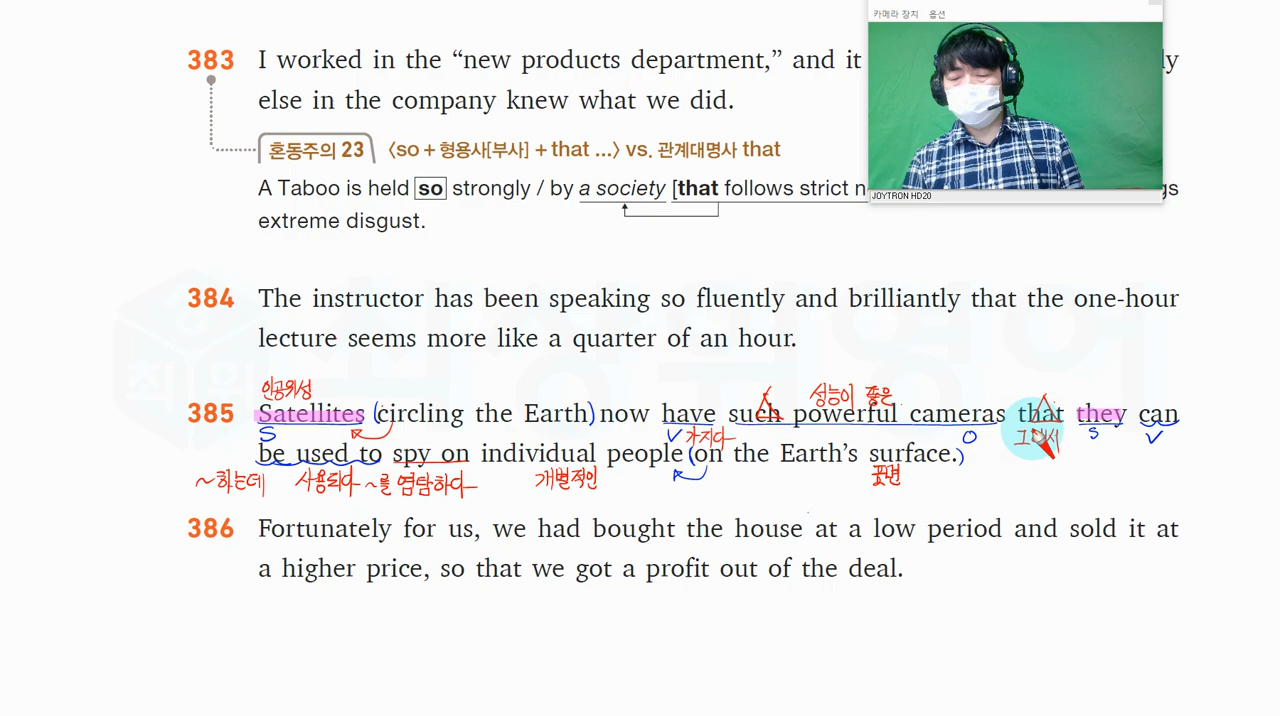 카메라 장치 옵션
383 I worked in the “new products department,” and it ly
else in the company knew what we did.
혼동주의 23 〈so + 형용사[부사] + that ...〉 vs. 관계대명사 that
A Taboo is held so strongly / by a society [that follows strict n gs
JOYTRON HD20
extreme disgust.
384 The instructor has been speaking so fluently and brilliantly that the one-hour
lecture seems more like a quarter of an hour.
인공위성 성능이 좋은
385 Satellites (circling the Earth) now have such powerful cameras that they can
S V 가지다 O 그래서 S V
be used to spy on individual people (on the Earth’s surface.)
~하는데 사용되다 ~를 염탐하다 개별적인 표면
386 Fortunately for us, we had bought the house at a low period and sold it at
a higher price, so that we got a profit out of the deal.